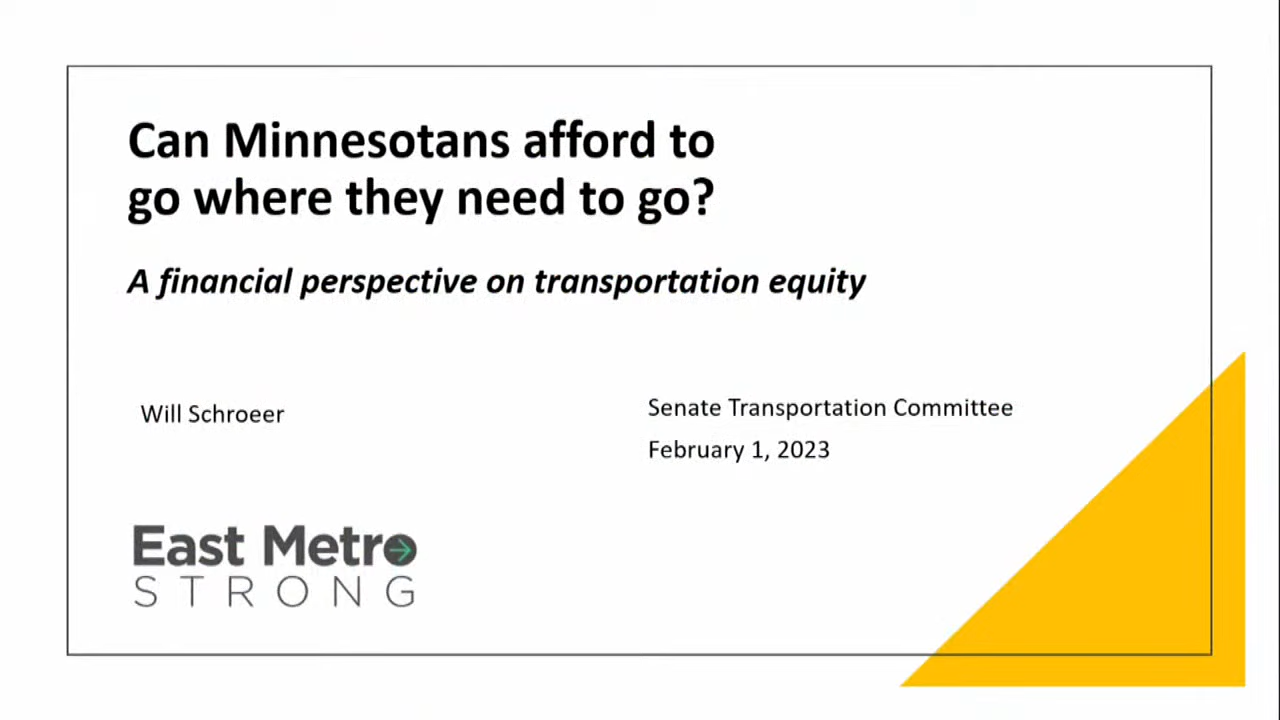 Can Minnesotans afford to
go where they need to go?
A financial perspective on transportation equity
Will Schroeer
Senate Transportation Committee
February 1, 2023
East Metro
STRONG